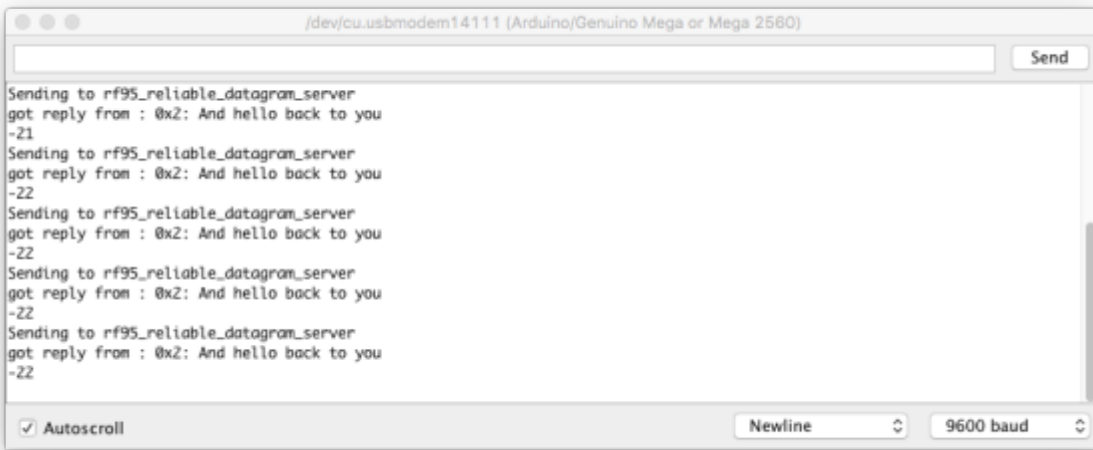 /dev/cu.usbmodem14111 (Arduino/Genuino Mega or Mega 2560)
Send
Sending to rf95_reliable_datagram_server
got reply from : 0x2: And hello back to you
-21
Sending to rf95_reliable_datagram_server
got reply from : 0x2: And hello back to you
-22
Sending to rf95_reliable_datagram_server
got reply from : 0x2: And hello back to you
-22
Sending to rf95_reliable_datagram_server
got reply from : 0x2: And hello back to you
-22
Sending to rf95_reliable_datagram_server
got reply from : 0x2: And hello back to you
-22
Autoscroll Newline 9600 baud